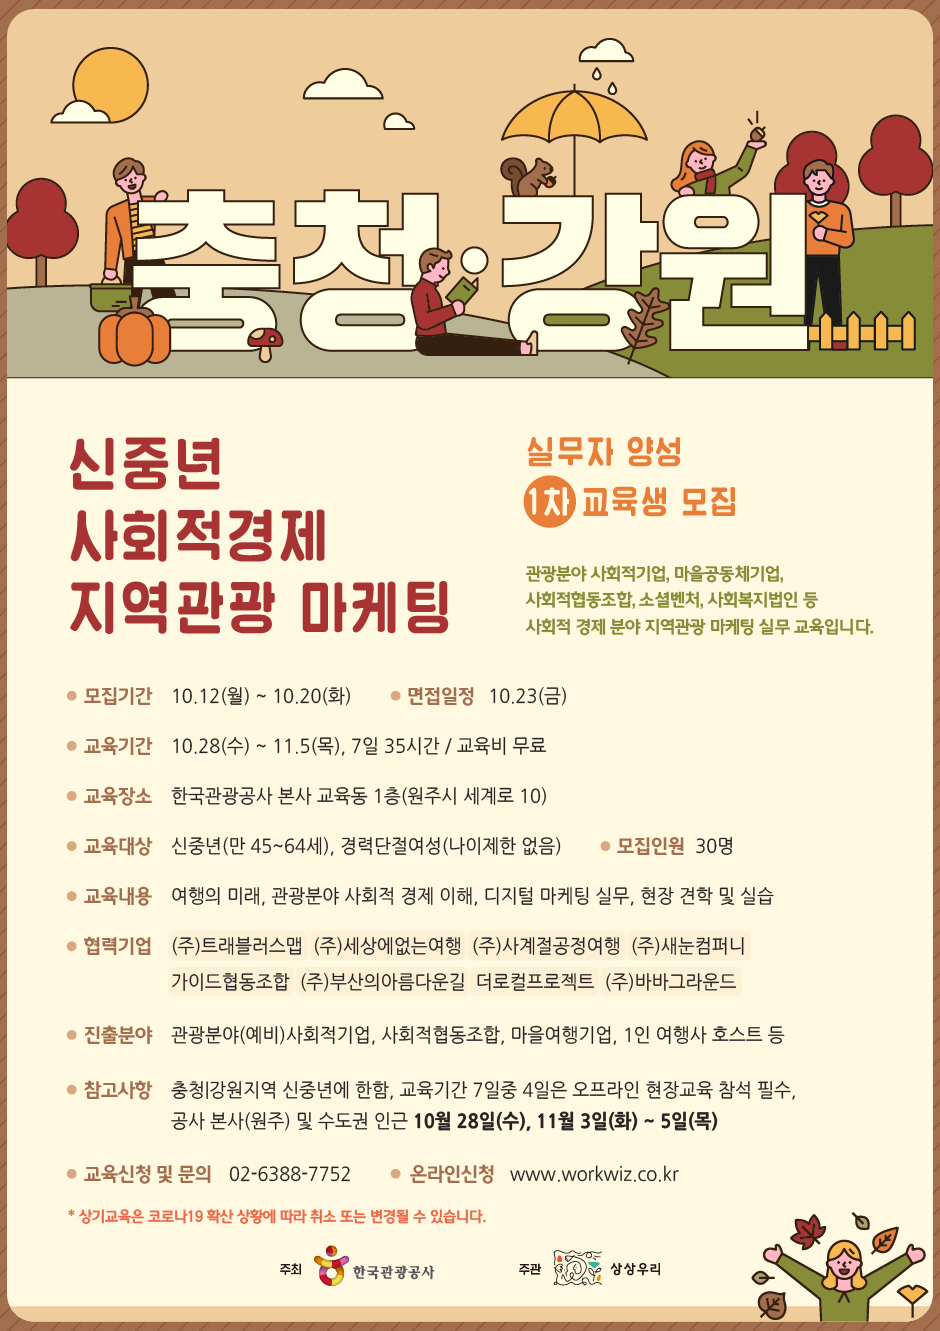 충청·강원
신중년
사회적경제
지역관광 마케팅
실무자 양성
1차 교육생 모집
관광분야 사회적기업, 마을공동체기업,
사회적협동조합, 소셜벤처, 사회복지법인 등
사회적 경제 분야 지역관광 마케팅 실무 교육입니다.
● 모집기간 10.12(월) ~ 10.20(화) ● 면접일정 10.23(금)
● 교육기간 10.28(수) ~ 11.5(목), 7일 35시간 / 교육비 무료
● 교육장소 한국관광공사 본사 교육동 1층(원주시 세계로 10)
● 교육대상 신중년(만 45~64세), 경력단절여성(나이제한 없음) ● 모집인원 30명
● 교육내용 여행의 미래, 관광분야 사회적 경제 이해, 디지털 마케팅 실무, 현장 견학 및 실습
● 협력기업 (주)트래블러스맵 (주)세상에없는여행 (주)사계절공정여행 (주)새눈컴퍼니
가이드협동조합 (주)부산의아름다운길 더로컬프로젝트 (주)바바그라운드
● 진출분야 관광분야(예비)사회적기업, 사회적협동조합, 마을여행기업, 1인 여행사 호스트 등
● 참고사항 충청|강원지역 신중년에 한함, 교육기간 7일중 4일은 오프라인 현장교육 참석 필수,
공사 본사(원주) 및 수도권 인근 10월 28일(수), 11월 3일(화) ~ 5일(목)
● 교육신청 및 문의 02-6388-7752 ● 온라인신청 www.workwiz.co.kr
* 상기교육은 코로나19 확산 상황에 따라 취소 또는 변경될 수 있습니다.
주최 한국관광공사 주관 상상우리